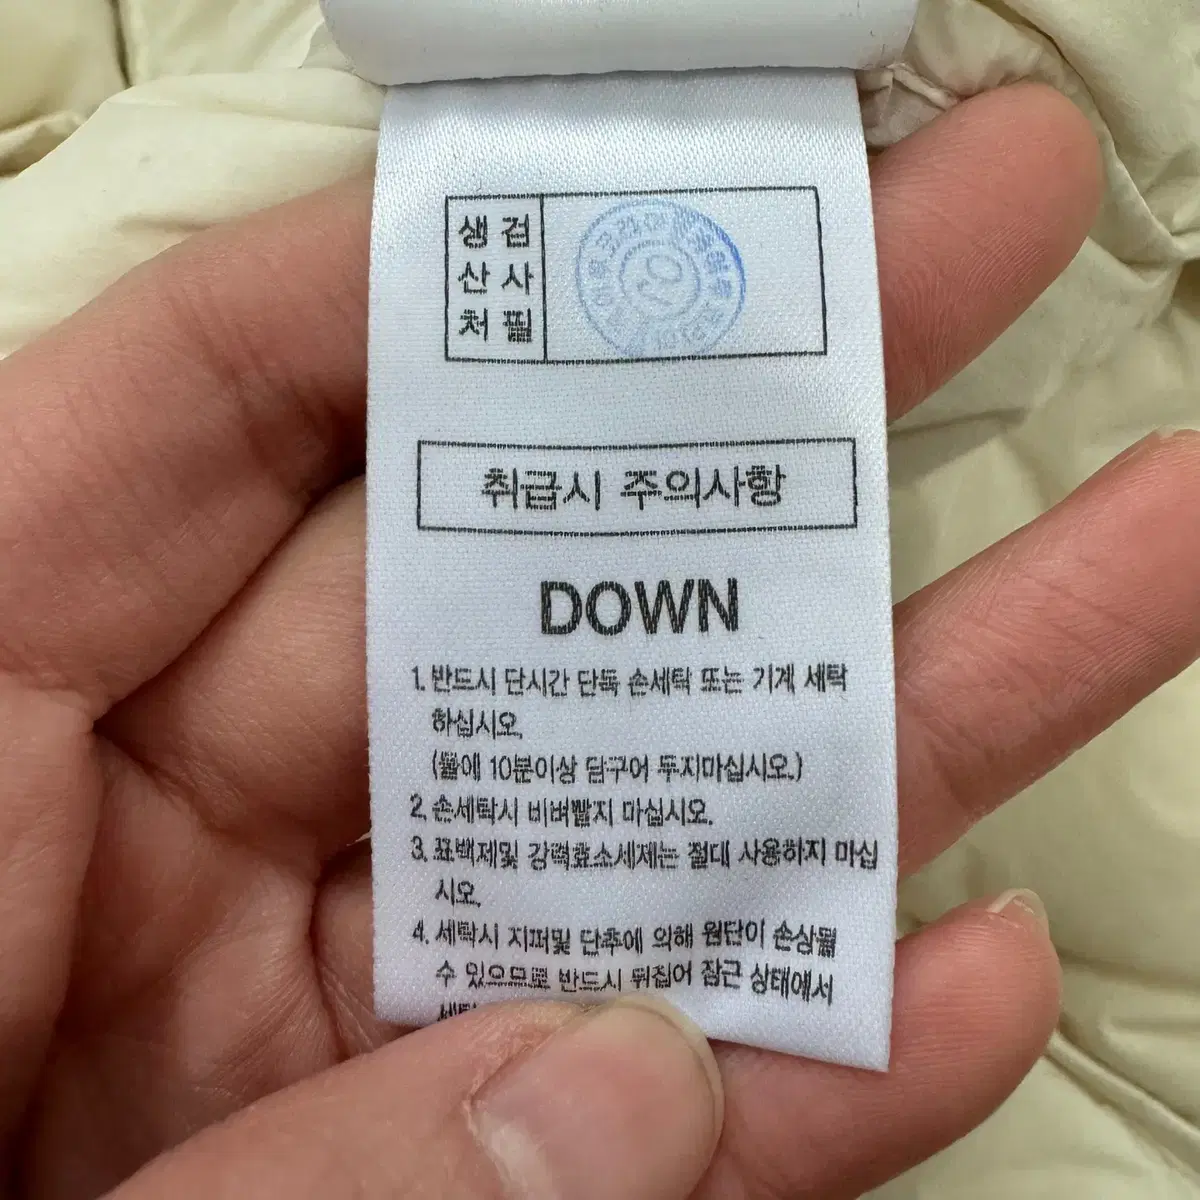 생 검
산 사
처 필
취급시 주의사항
DOWN
1. 반드시 단시간 단독 손세탁 또는 기계 세탁
하십시오.
(물에 10분이상 담구어 두지마십시오.)
2. 손세탁시 비벼빨지 마십시오.
3. 표백제및 강력효소세제는 절대 사용하지 마십
시오.
4. 세탁시 지퍼및 단추에 의해 원단이 손상될
수 있으므로 반드시 뒤집어 잠근 상태에서